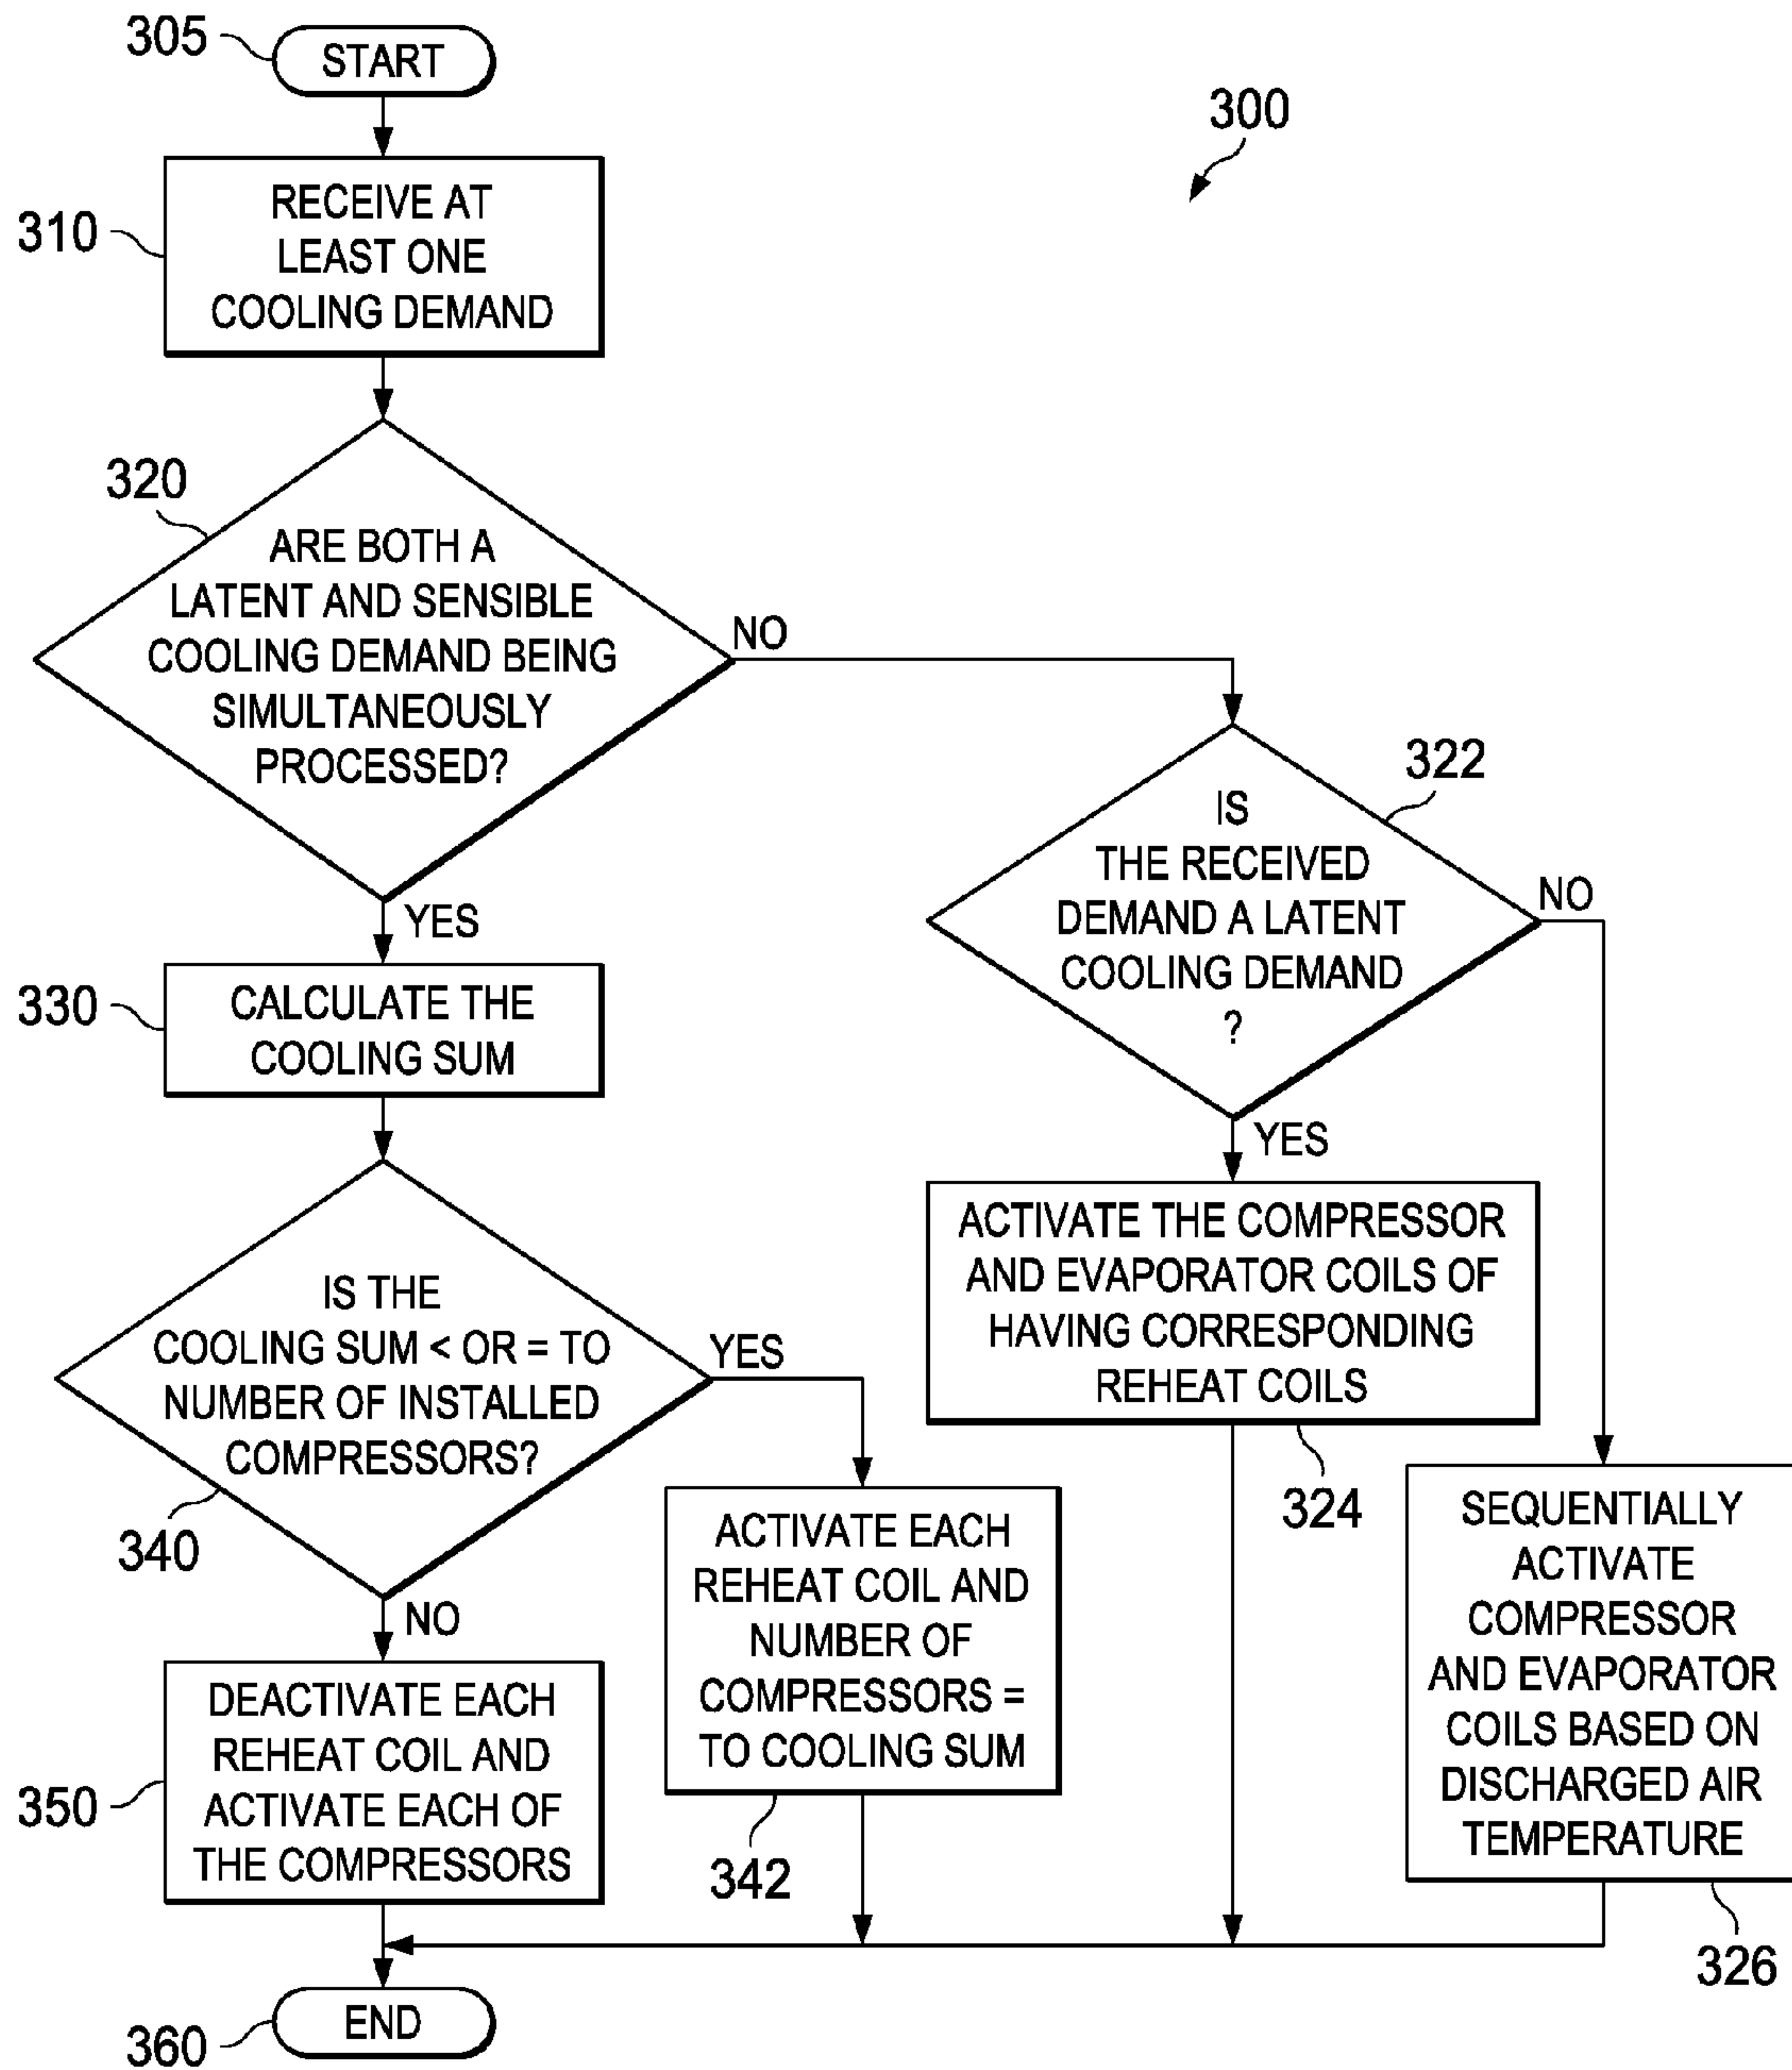 305
START
300
310
RECEIVE AT
LEAST ONE
COOLING DEMAND
320
ARE BOTH A
LATENT AND SENSIBLE
COOLING DEMAND BEING
SIMULTANEOUSLY
PROCESSED?
NO
YES
322
IS
THE RECEIVED
DEMAND A LATENT
COOLING DEMAND
?
NO
YES
330
CALCULATE THE
COOLING SUM
ACTIVATE THE COMPRESSOR
AND EVAPORATOR COILS OF
HAVING CORRESPONDING
REHEAT COILS
324
IS THE
COOLING SUM < OR = TO
NUMBER OF INSTALLED
COMPRESSORS?
YES
340
NO
ACTIVATE EACH
REHEAT COIL AND
NUMBER OF
COMPRESSORS =
TO COOLING SUM
342
SEQUENTIALLY
ACTIVATE
COMPRESSOR
AND EVAPORATOR
COILS BASED ON
DISCHARGED AIR
TEMPERATURE
326
350
DEACTIVATE EACH
REHEAT COIL AND
ACTIVATE EACH OF
THE COMPRESSORS
360
END